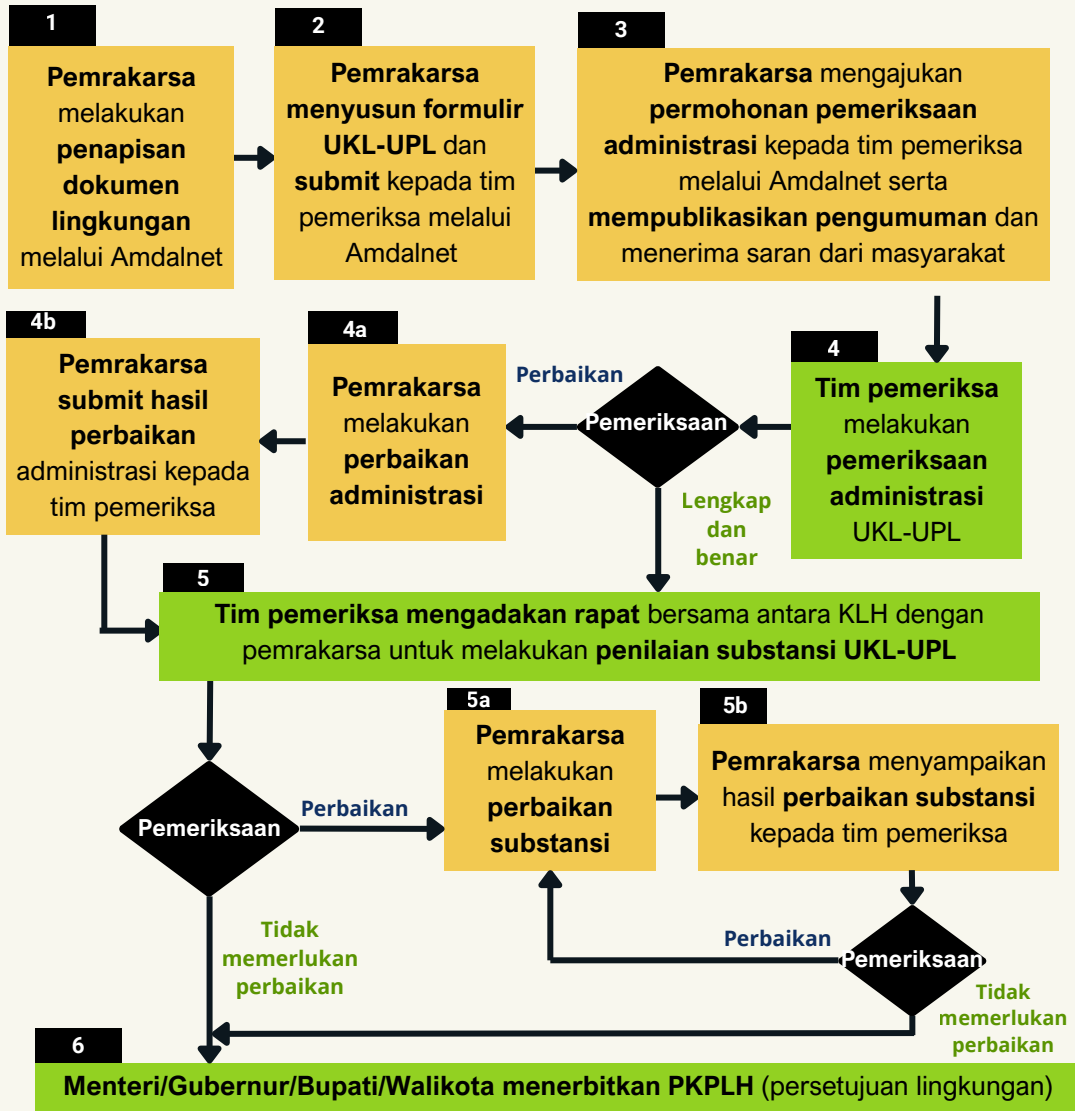 1
Pemrakarsa
melakukan
penapisan
dokumen
lingkungan
melalui Amdalnet
2
Pemrakarsa
menyusun formulir
UKL-UPL dan
submit kepada tim
pemeriksa melalui
Amdalnet
3
Pemrakarsa mengajukan
permohonan pemeriksaan
administrasi kepada tim pemeriksa
melalui Amdalnet serta
mempublikasikan pengumuman dan
menerima saran dari masyarakat
4
Tim pemeriksa
melakukan
pemeriksaan
administrasi
UKL-UPL
Pemeriksaan
Perbaikan
Lengkap
dan
benar
4a
Pemrakarsa
melakukan
perbaikan
administrasi
4b
Pemrakarsa
submit hasil
perbaikan
administrasi kepada
tim pemeriksa
5
Tim pemeriksa mengadakan rapat bersama antara KLH dengan
pemrakarsa untuk melakukan penilaian substansi UKL-UPL
Pemeriksaan
Perbaikan
Tidak
memerlukan
perbaikan
5a
Pemrakarsa
melakukan
perbaikan
substansi
5b
Pemrakarsa menyampaikan
hasil perbaikan substansi
kepada tim pemeriksa
Pemeriksaan
Perbaikan
Tidak
memerlukan
perbaikan
6
Menteri/Gubernur/Bupati/Walikota menerbitkan PKPLH (persetujuan lingkungan)